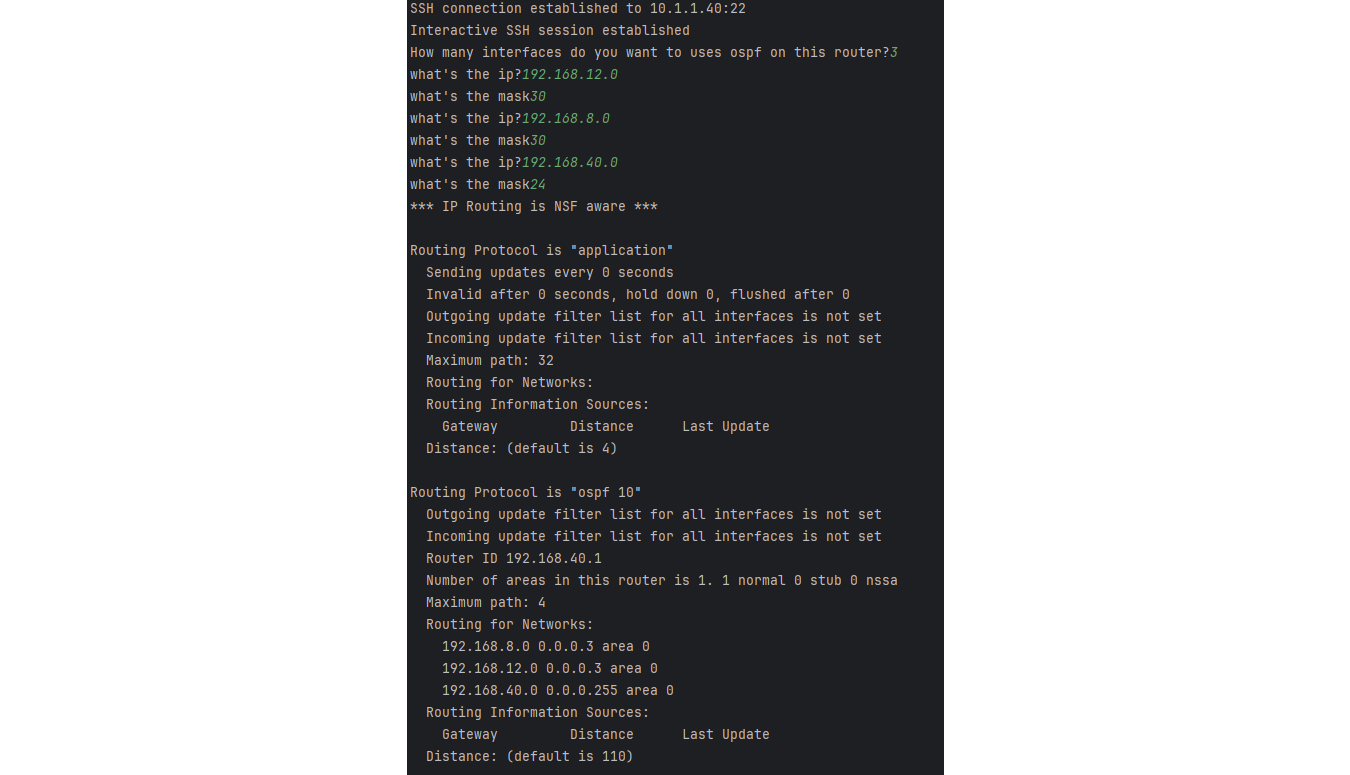 SSH connection established to 10.1.1.40:22
Interactive SSH session established
How many interfaces do you want to uses ospf on this router?3
what's the ip?192.168.12.0
what's the mask30
what's the ip?192.168.8.0
what's the mask30
what's the ip?192.168.40.0
what's the mask24
*** IP Routing is NSF aware ***

Routing Protocol is "application"
  Sending updates every 0 seconds
  Invalid after 0 seconds, hold down 0, flushed after 0
  Outgoing update filter list for all interfaces is not set
  Incoming update filter list for all interfaces is not set
  Maximum path: 32
  Routing for Networks:
  Routing Information Sources:
    Gateway         Distance      Last Update
  Distance: (default is 4)

Routing Protocol is "ospf 10"
  Outgoing update filter list for all interfaces is not set
  Incoming update filter list for all interfaces is not set
  Router ID 192.168.40.1
  Number of areas in this router is 1. 1 normal 0 stub 0 nssa
  Maximum path: 4
  Routing for Networks:
    192.168.8.0 0.0.0.3 area 0
    192.168.12.0 0.0.0.3 area 0
    192.168.40.0 0.0.0.255 area 0
  Routing Information Sources:
    Gateway         Distance      Last Update
  Distance: (default is 110)